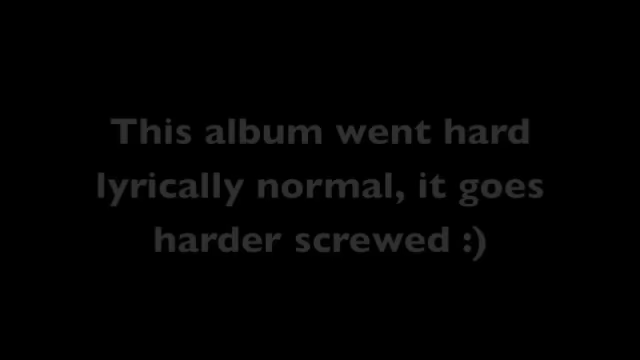 This album went hard
lyrically normal, it goes
harder screwed :)